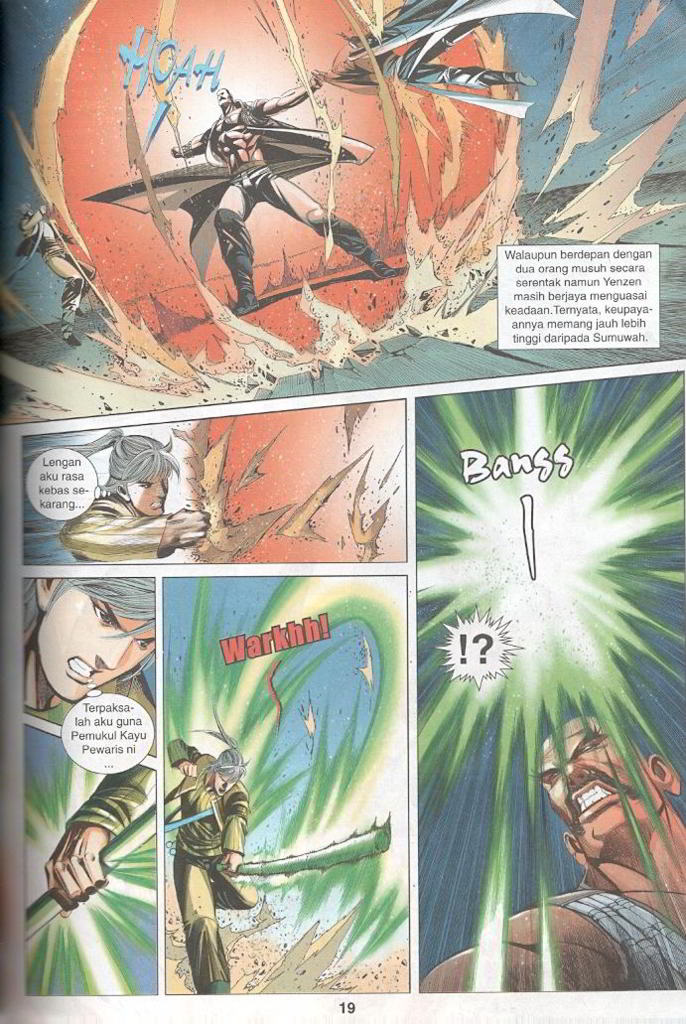 HOAH
Walaupun berdepan dengan
dua orang musuh secara
serentak namun Yenzen
masih berjaya menguasai
keadaan.Ternyata, keupaya-
annya memang jauh lebih
tinggi daripada Sumuwah.
Lengan
aku rasa
kebas se-
karang...
Bangss
!?
Terpaksa-
lah aku guna
Pemukul Kayu
Pewaris ni
...
Warkhh!
19